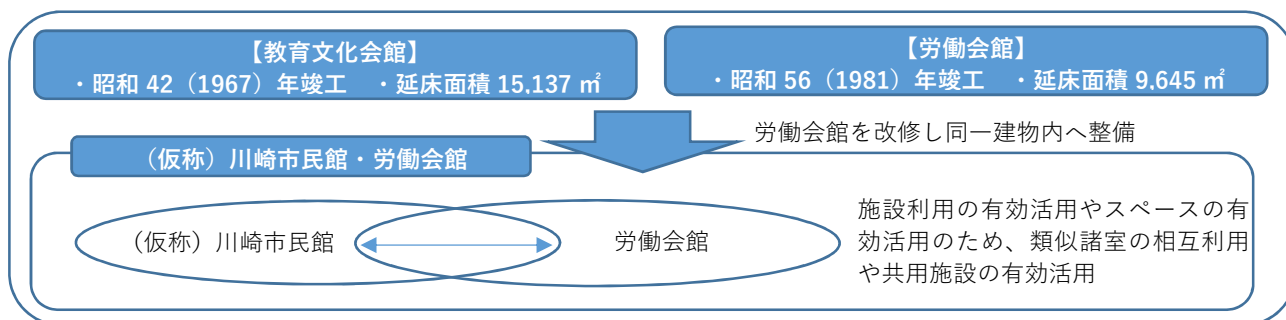 【教育文化会館】
・昭和 42（1967）年竣工　・延床面積 15,137 ㎡
【労働会館】
・昭和 56（1981）年竣工　・延床面積 9,645 ㎡
労働会館を改修し同一建物内へ整備
（仮称）川崎市民館・労働会館
（仮称）川崎市民館
労働会館
施設利用の有効活用やスペースの有
効活用のため、類似諸室の相互利用
や共用施設の有効活用